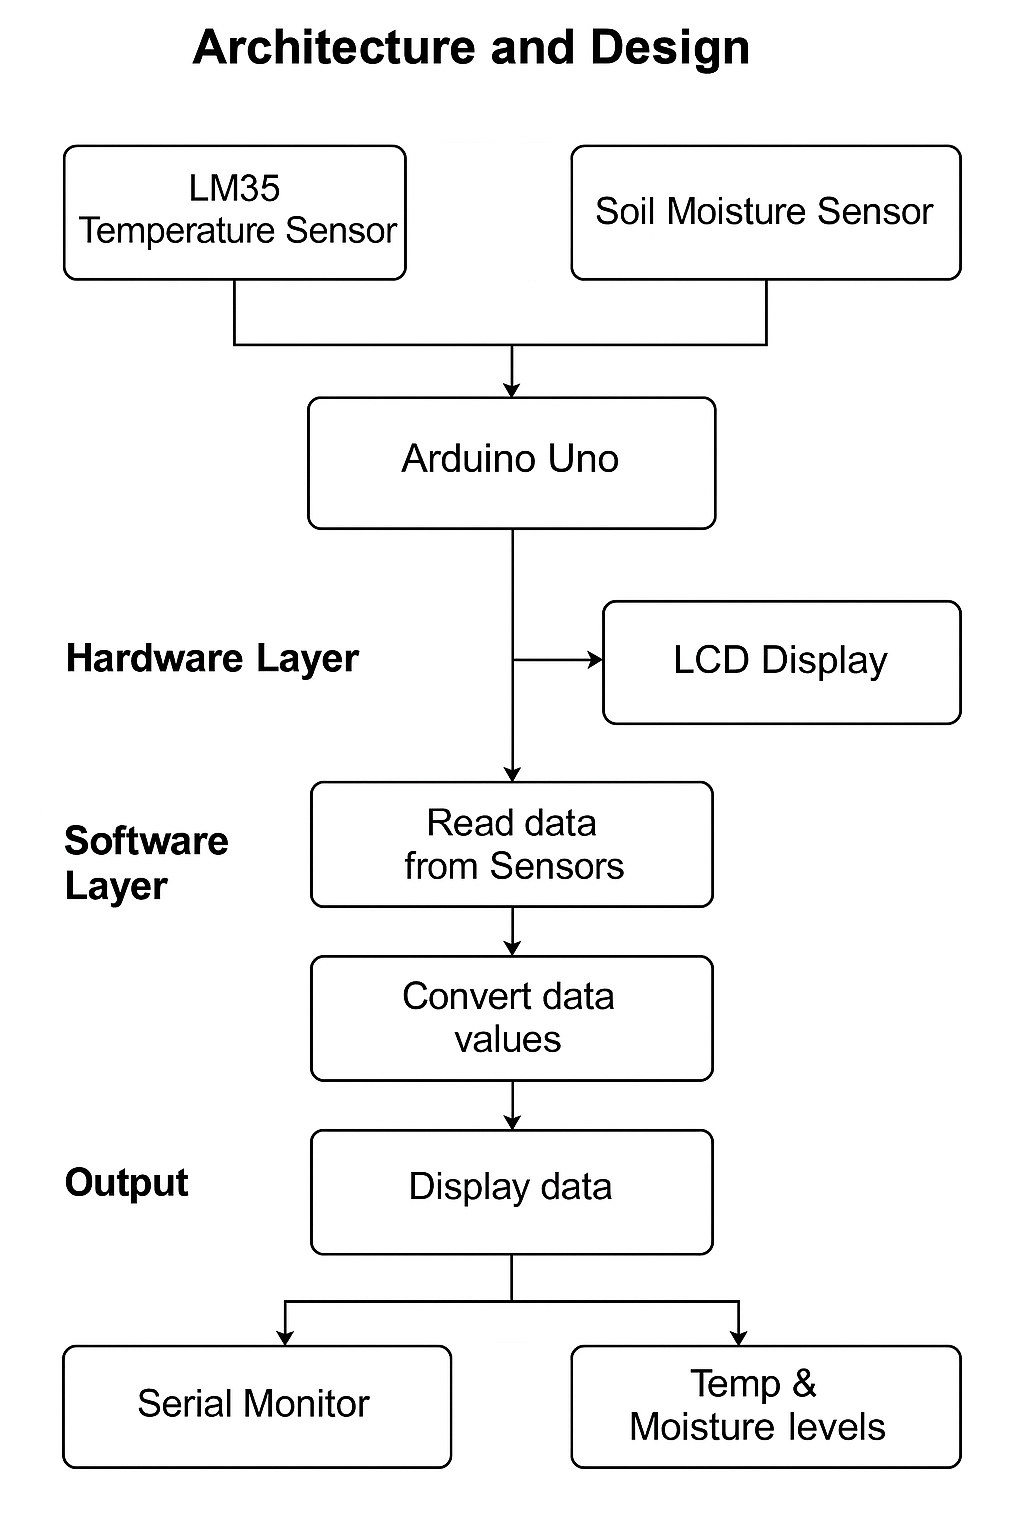 Architecture and Design
LM35
Temperature Sensor
Soil Moisture Sensor
Arduino Uno
Hardware Layer
LCD Display
Software
Layer
Read data
from Sensors
Convert data
values
Output
Display data
Serial Monitor
Temp &
Moisture levels